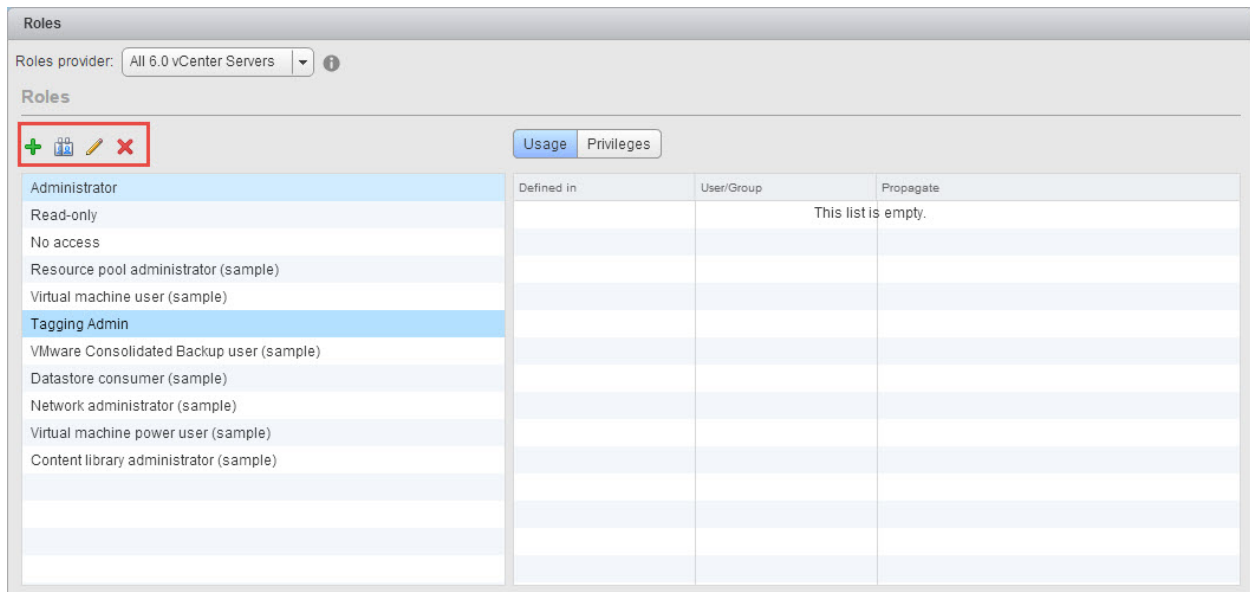 Roles
Roles provider: All 6.0 vCenter Servers
Roles
Usage Privileges
Administrator
Read-only
No access
Resource pool administrator (sample)
Virtual machine user (sample)
Tagging Admin
VMware Consolidated Backup user (sample)
Datastore consumer (sample)
Network administrator (sample)
Virtual machine power user (sample)
Content library administrator (sample)
Defined in User/Group Propagate
This list is empty.